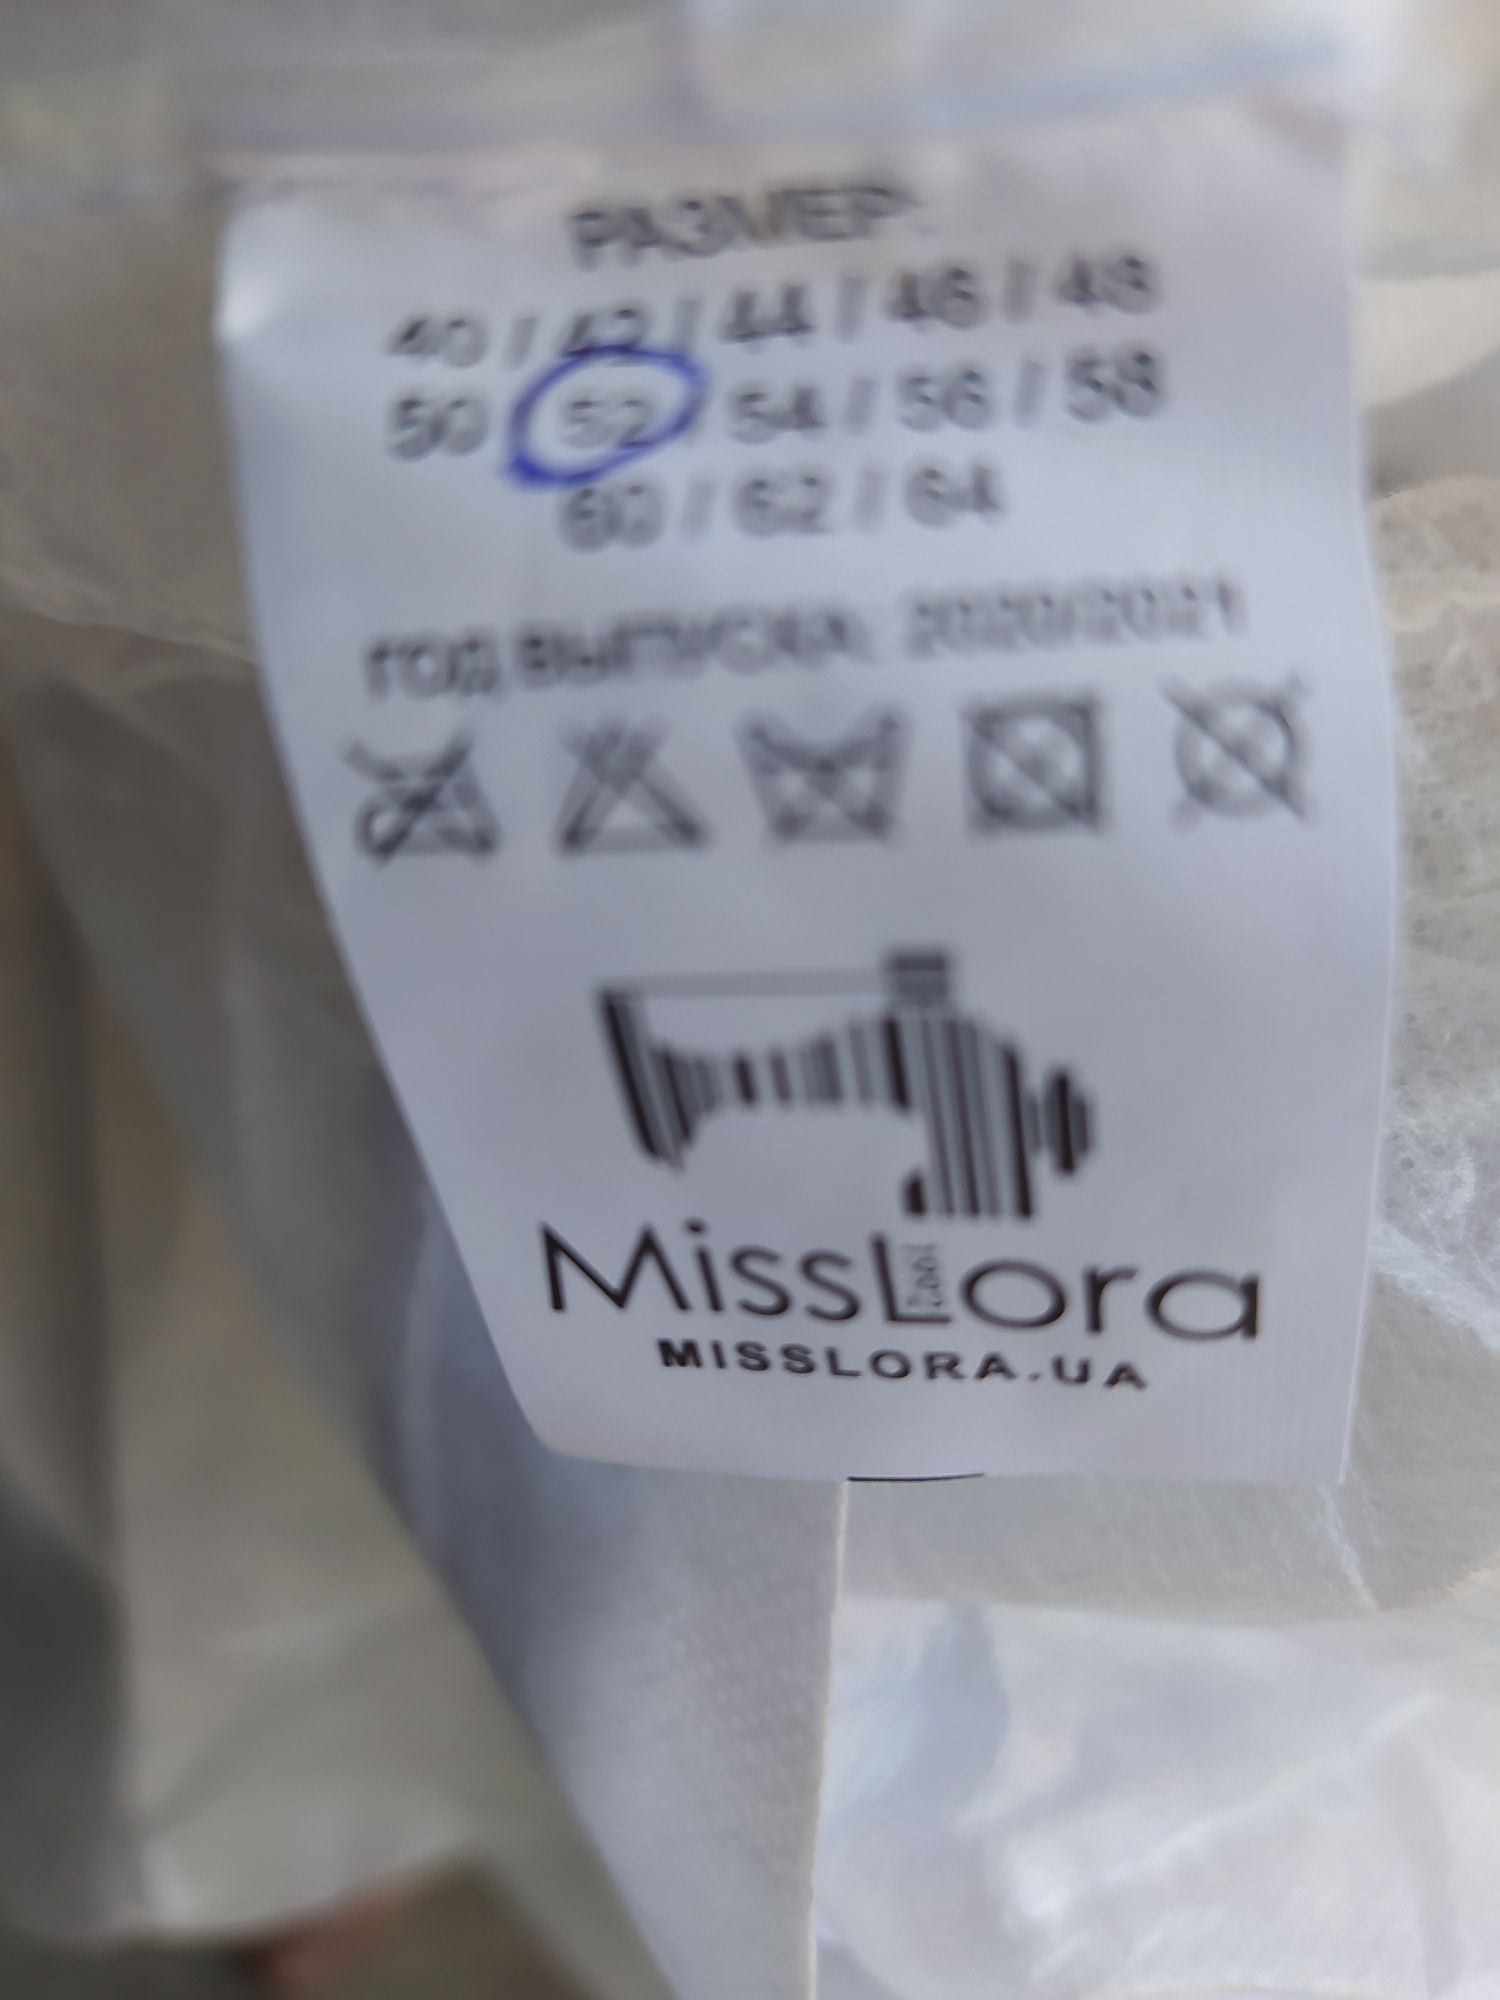 РАЗМЕР:
40 / 42 / 44 / 46 / 48
50 / 52 / 54 / 56 / 58
60 / 62 / 64
ГОД ВЫПУСКА: 2020/2021
MissLora
1992
MISSLORA.UA